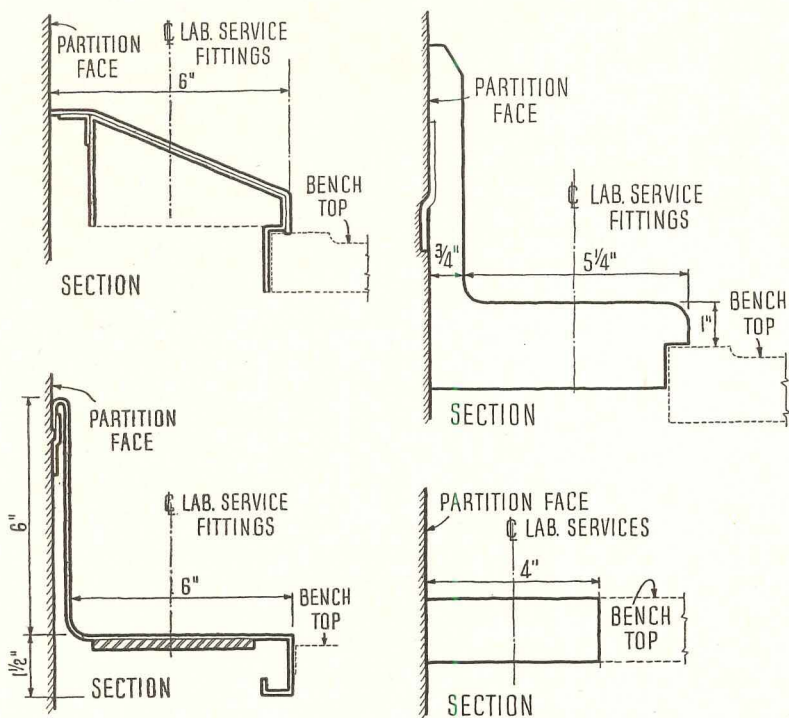 PARTITION
FACE
℄ LAB. SERVICE
FITTINGS
6"
BENCH
TOP
SECTION
PARTITION
FACE
℄ LAB. SERVICE
FITTINGS
3/4"
5 1/4"
1"
BENCH
TOP
SECTION
PARTITION
FACE
℄ LAB. SERVICE
FITTINGS
6"
6"
BENCH
TOP
1 1/2"
SECTION
PARTITION FACE
℄ LAB. SERVICES
4"
BENCH
TOP
SECTION